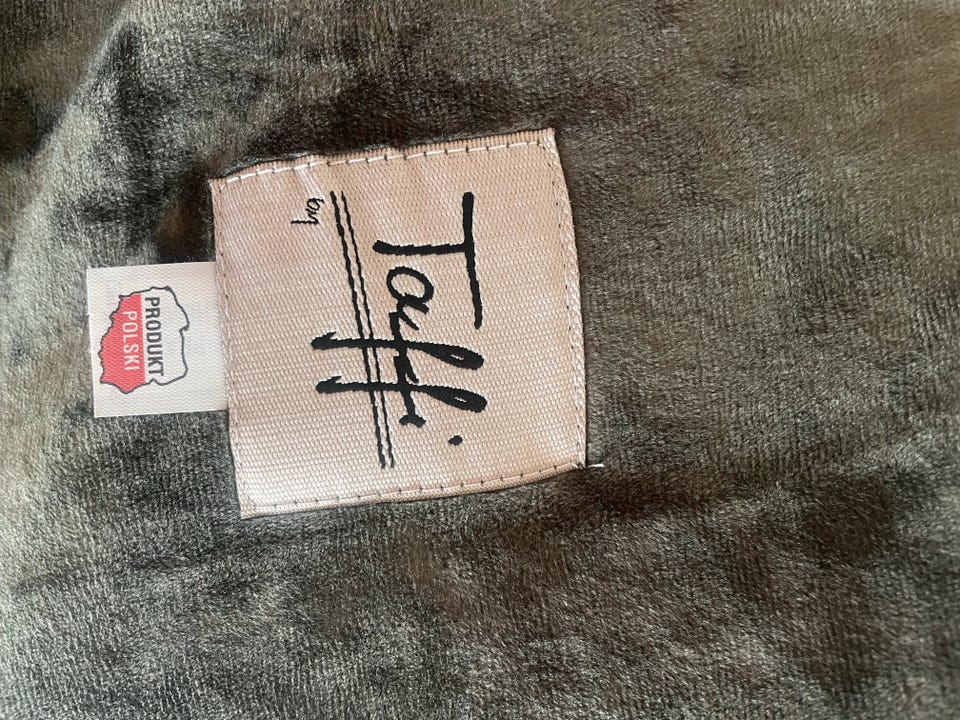 Taffi
by
PRODUKT
POLSKI